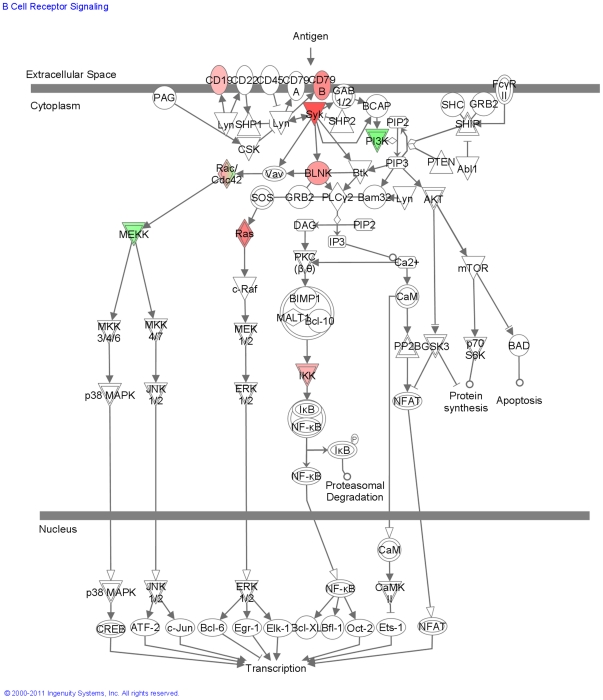 B Cell Receptor Signaling
Antigen
Extracellular Space
Cytoplasm
CD19
CD22
CD45
CD79
A
CD79
B
GAB
1/2
FcγR
II
PAG
Lyn
SHP1
Lyn
Syk
SHP2
BCAP
PIP2
SHC
GRB2
SHIP
CSK
PI3K
Rac/
Cdc42
Vav
BLNK
Btk
PIP3
PTEN
Abl1
SOS
GRB2
PLCγ2
Bam32
Lyn
AKT
MEKK
Ras
DAG
PIP2
IP3
PKC
(β,θ)
Ca2+
mTOR
c-Raf
BIMP1
MALT1
Bcl-10
CaM
MKK
3/4/6
MKK
4/7
MEK
1/2
PP2B
GSK3
p70
S6K
BAD
IKK
p38 MAPK
JNK
1/2
ERK
1/2
IκB
NF-κB
NFAT
Protein
synthesis
Apoptosis
P
IκB
NF-κB
Proteasomal
Degradation
Nucleus
CaM
p38 MAPK
JNK
1/2
ERK
1/2
NF-κB
CaMK
II
CREB
ATF-2
c-Jun
Bcl-6
Egr-1
Elk-1
Bcl-XL
Bfl-1
Oct-2
Ets-1
NFAT
Transcription
© 2000-2011 Ingenuity Systems, Inc. All rights reserved.